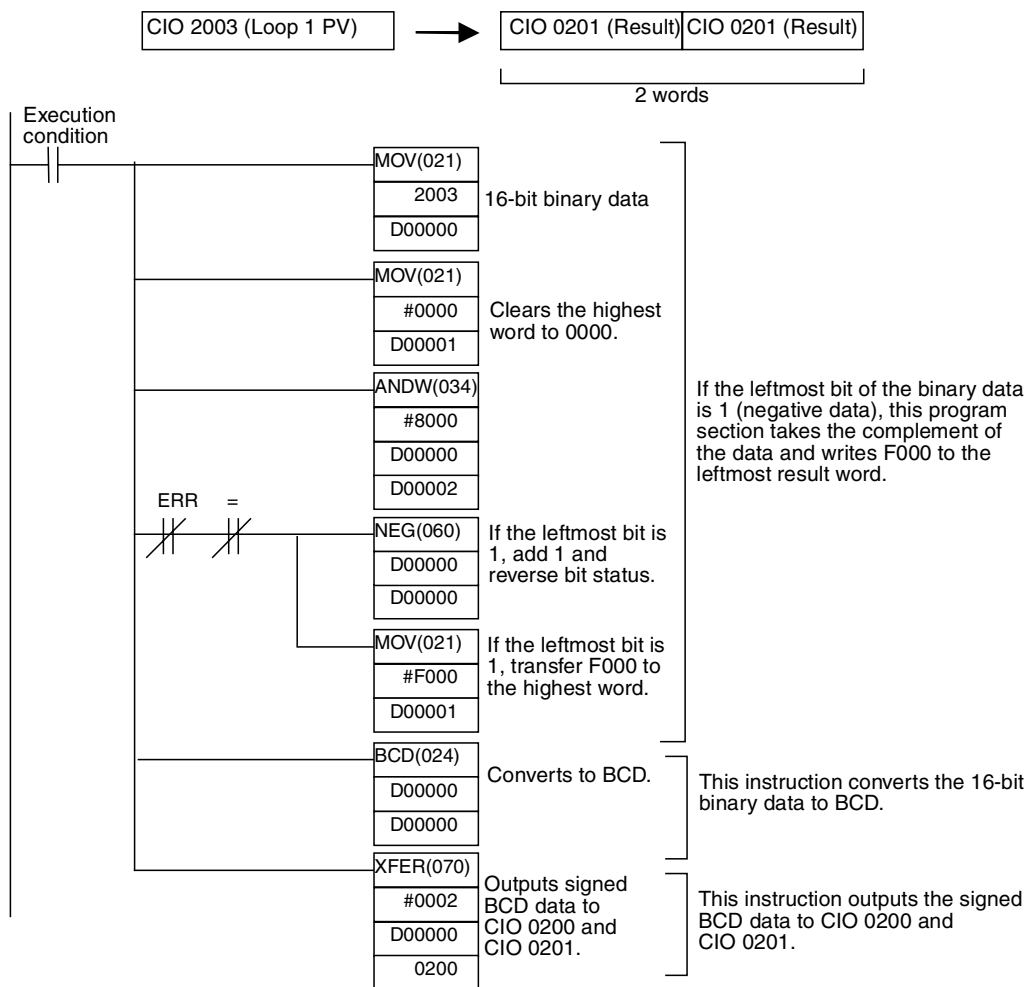 CIO 2003 (Loop 1 PV)
CIO 0201 (Result)
CIO 0201 (Result)
2 words
Execution
condition
MOV(021)
2003
D00000
16-bit binary data
MOV(021)
#0000
D00001
Clears the highest
word to 0000.
ANDW(034)
#8000
D00000
D00002
If the leftmost bit of the binary data
is 1 (negative data), this program
section takes the complement of
the data and writes F000 to the
leftmost result word.
ERR
=
NEG(060)
D00000
D00000
If the leftmost bit is
1, add 1 and
reverse bit status.
MOV(021)
#F000
D00001
If the leftmost bit is
1, transfer F000 to
the highest word.
BCD(024)
D00000
D00000
Converts to BCD.
This instruction converts the 16-bit
binary data to BCD.
XFER(070)
#0002
D00000
0200
Outputs signed
BCD data to
CIO 0200 and
CIO 0201.
This instruction outputs the signed
BCD data to CIO 0200 and
CIO 0201.